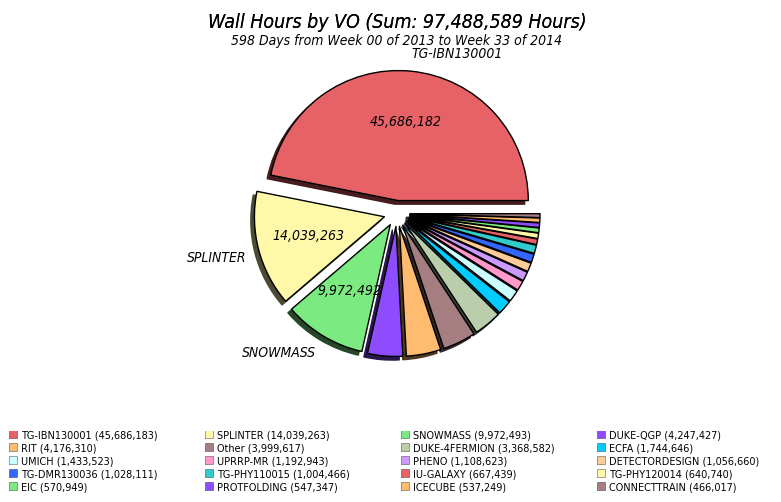 Wall Hours by VO (Sum: 97,488,589 Hours)
598 Days from Week 00 of 2013 to Week 33 of 2014
TG-IBN130001
45,686,182
14,039,263
SPLINTER
9,972,492
SNOWMASS
TG-IBN130001 (45,686,183) SPLINTER (14,039,263) SNOWMASS (9,972,493) DUKE-QGP (4,247,427)
RIT (4,176,310) Other (3,999,617) DUKE-4FERMION (3,368,582) ECFA (1,744,646)
UMICH (1,433,523) UPRRP-MR (1,192,943) PHENO (1,108,623) DETECTORDESIGN (1,056,660)
TG-DMR130036 (1,028,111) TG-PHY110015 (1,004,466) IU-GALAXY (667,439) TG-PHY120014 (640,740)
EIC (570,949) PROTFOLDING (547,347) ICECUBE (537,249) CONNECTTRAIN (466,017)